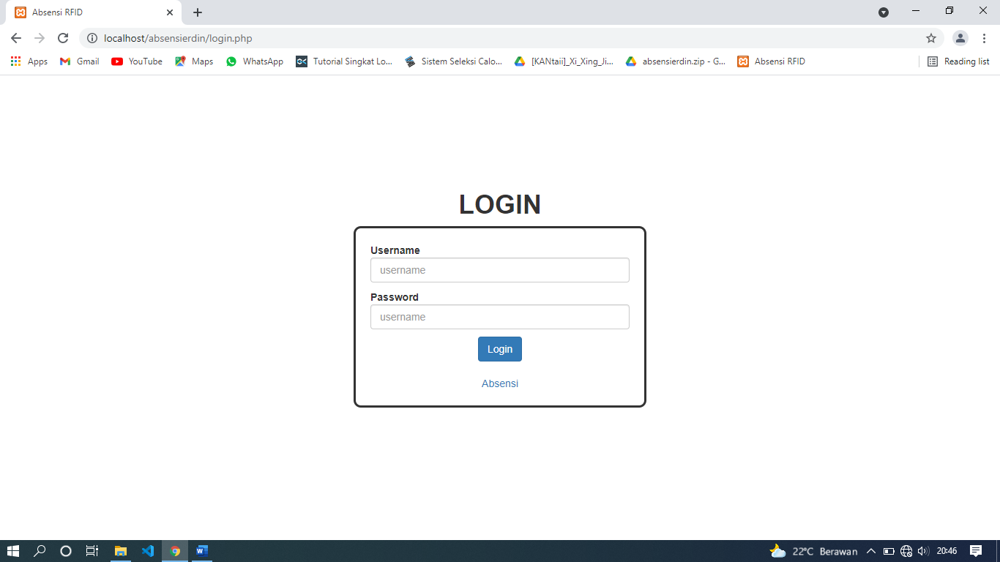 Absensi RFID
localhost/absensierdin/login.php
Apps Gmail YouTube Maps WhatsApp Tutorial Singkat Lo... Sistem Seleksi Calo... [KANtaii]_Xi_Xing_Ji... absensierdin.zip - G... Absensi RFID Reading list
LOGIN
Username
username
Password
username
Login
Absensi
22°C Berawan 20:46